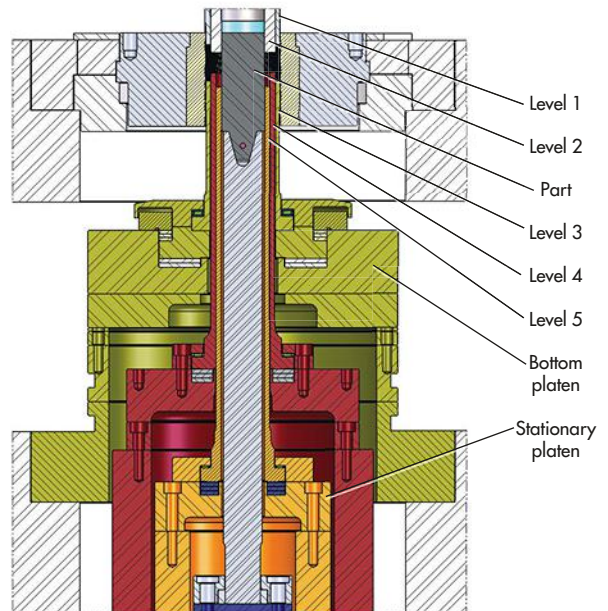 Level 1
Level 2
Part
Level 3
Level 4
Level 5
Bottom
platen
Stationary
platen